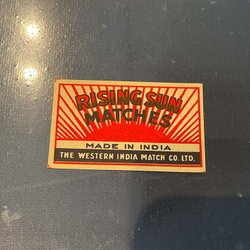 RISING SUN
MATCHES
MADE IN INDIA
THE WESTERN INDIA MATCH CO. LTD.